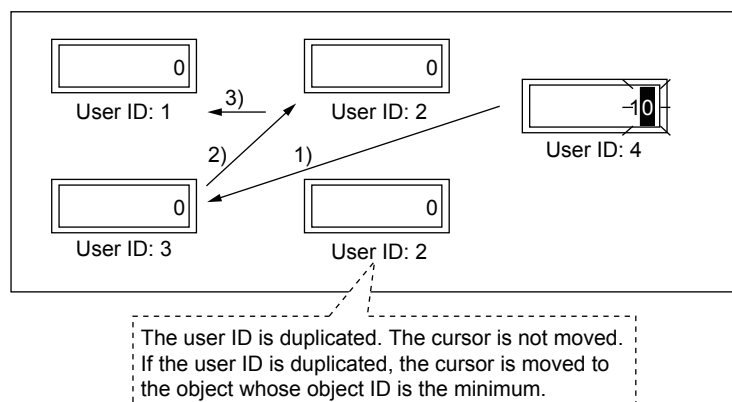 0
0
User ID: 1
3)
User ID: 2
10
User ID: 4
2)
1)
0
0
User ID: 3
User ID: 2
The user ID is duplicated. The cursor is not moved.
If the user ID is duplicated, the cursor is moved to
the object whose object ID is the minimum.